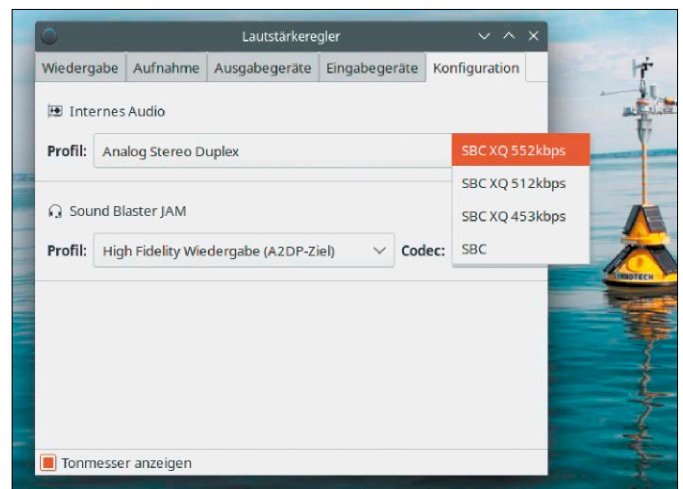 Lautstärkeregler
Wiedergabe Aufnahme Ausgabegeräte Eingabegeräte Konfiguration
Internes Audio
Profil: Analog Stereo Duplex
SBC XQ 552kbps
SBC XQ 512kbps
SBC XQ 453kbps
SBC
Sound Blaster JAM
Profil: High Fidelity Wiedergabe (A2DP-Ziel) Codec:
Tonmesser anzeigen